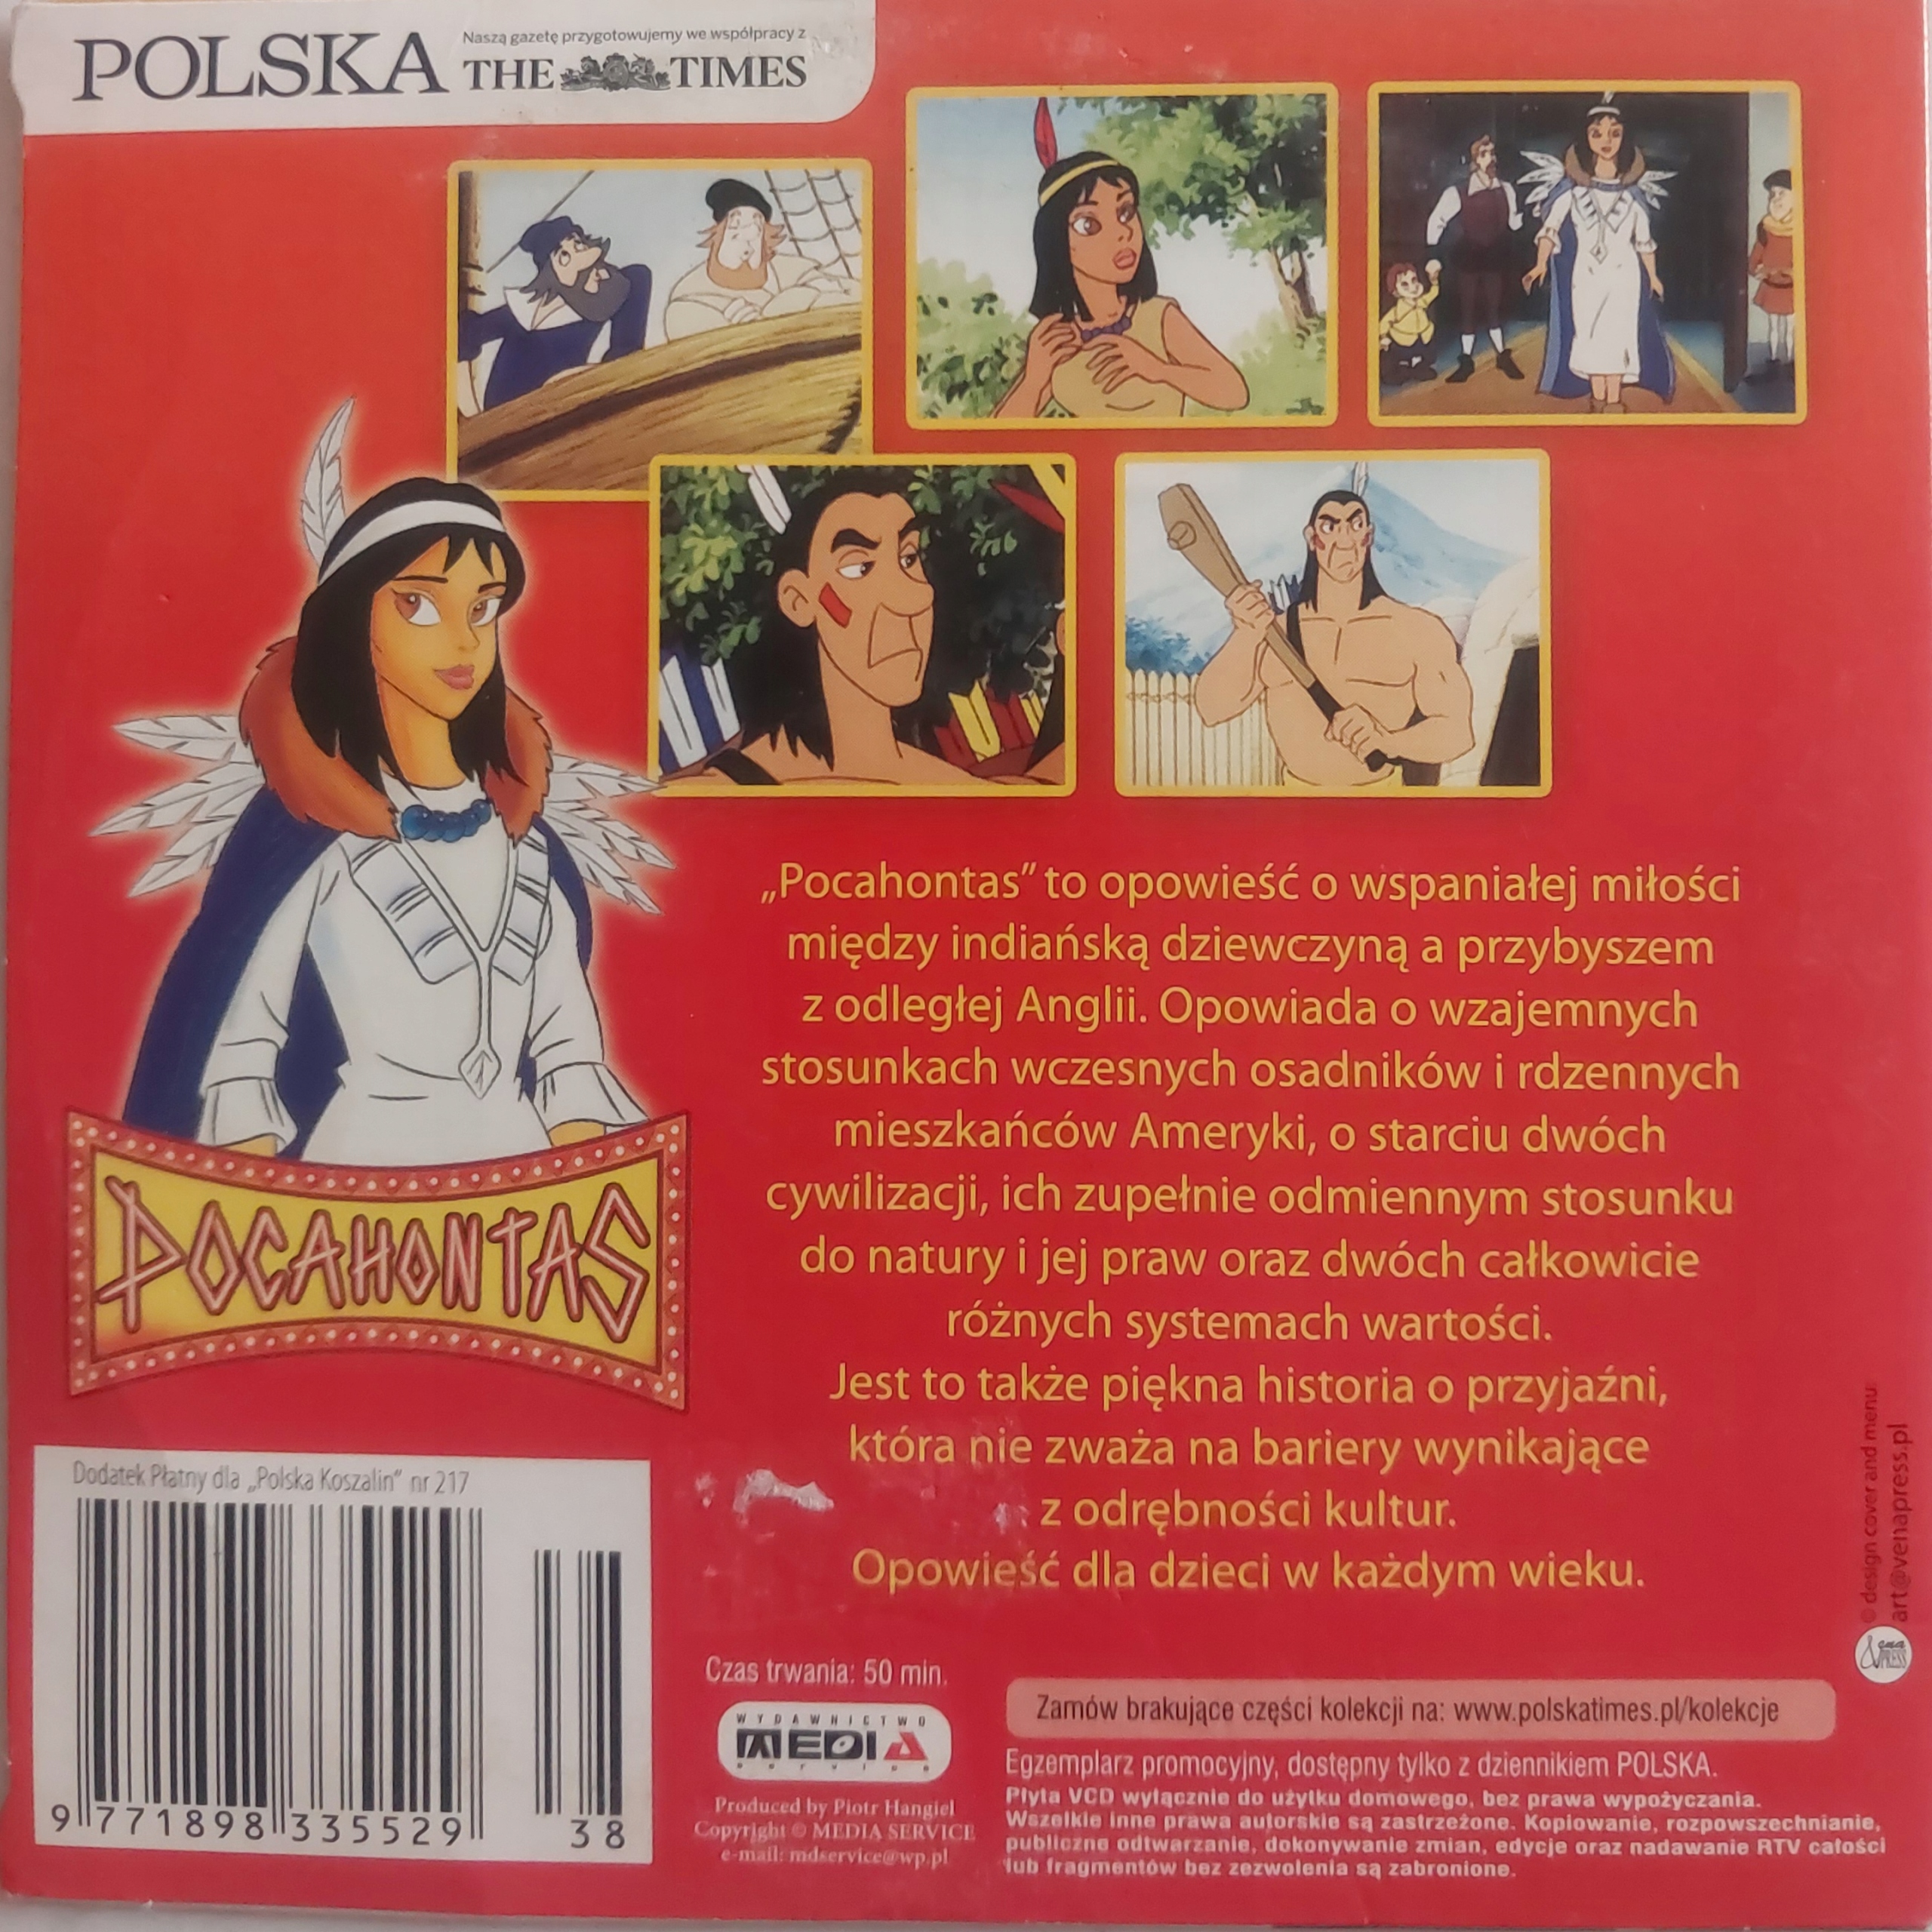 POLSKA
Naszą gazetę przygotowujemy we współpracy z
THE TIMES
„Pocahontas” to opowieść o wspaniałej miłości
między indiańską dziewczyną a przybyszem
z odległej Anglii. Opowiada o wzajemnych
stosunkach wczesnych osadników i rdzennych
mieszkańców Ameryki, o starciu dwóch
cywilizacji, ich zupełnie odmiennym stosunku
do natury i jej praw oraz dwóch całkowicie
różnych systemach wartości.
Jest to także piękna historia o przyjaźni,
która nie zważa na bariery wynikające
z odrębności kultur.
Opowieść dla dzieci w każdym wieku.
POCAHONTAS
Dodatek Płatny dla „Polska Koszalin” nr 217
9 771898 335529
38
Czas trwania: 50 min.
WYDAWNICTWO
MEDIA
service
Produced by Piotr Hangiel
Copyright © MEDIA SERVICE
e-mail: mdservice@wp.pl
Zamów brakujące części kolekcji na: www.polskatimes.pl/kolekcje
Egzemplarz promocyjny, dostępny tylko z dziennikiem POLSKA.
Płyta VCD wyłącznie do użytku domowego, bez prawa wypożyczania.
Wszelkie inne prawa autorskie są zastrzeżone. Kopiowanie, rozpowszechnianie,
publiczne odtwarzanie, dokonywanie zmian, edycje oraz nadawanie RTV całości
lub fragmentów bez zezwolenia są zabronione.
© design cover and menu:
art@venapress.pl
Vena
PRESS